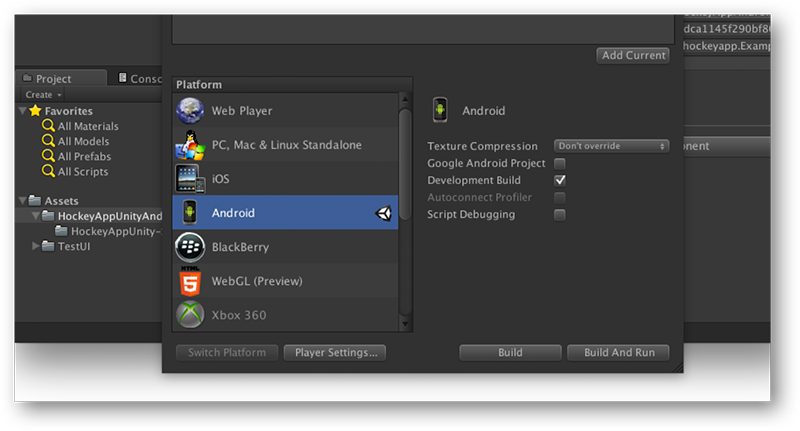 dca1145f290bf8
hockeyapp.Examp
Add Current
Project
Conso
Create
Platform
Favorites
All Materials
All Models
All Prefabs
All Scripts
Assets
HockeyAppUnityAnd
HockeyAppUnity-
TestUI
Web Player
PC, Mac & Linux Standalone
iOS
Android
BlackBerry
HTML
5
WebGL (Preview)
Xbox 360
Android
Texture Compression
Don't override
Google Android Project
Development Build
Autoconnect Profiler
Script Debugging
onent
Switch Platform
Player Settings...
Build
Build And Run